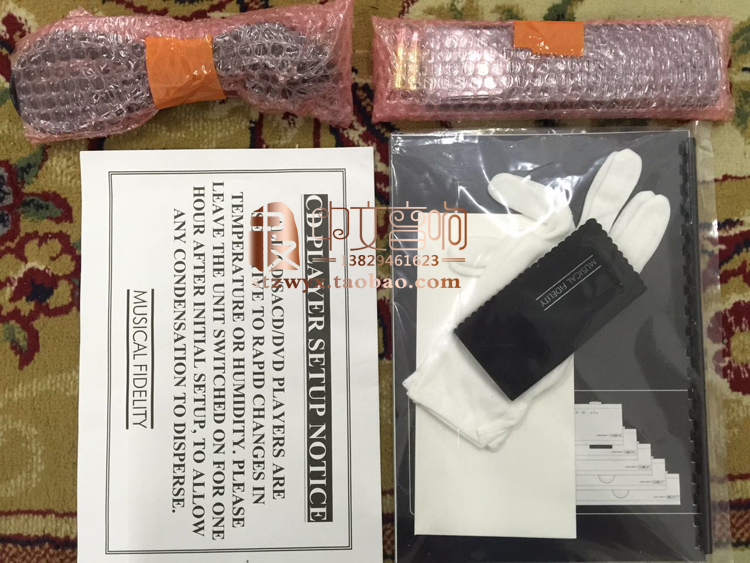 CD PLAYER SETUP NOTICE
SACD/DVD PLAYERS ARE
TO RAPID CHANGES IN
TEMPERATURE OR HUMIDITY. PLEASE
LEAVE THE UNIT SWITCHED ON FOR ONE
HOUR AFTER INITIAL SETUP, TO ALLOW
ANY CONDENSATION TO DISPERSE.
MUSICAL FIDELITY
MUSICAL FIDELITY
中文音响
13829461623
stzwyx.taobao.com